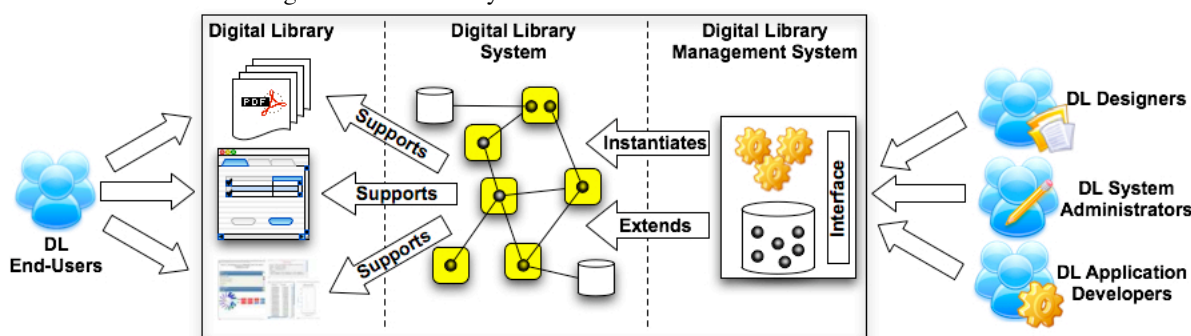 Digital Library
Digital Library
System
Digital Library
Management System
PDF
Supports
Supports
Supports
Instantiates
Extends
Interface
DL
End-Users
DL Designers
DL System
Administrators
DL Application
Developers